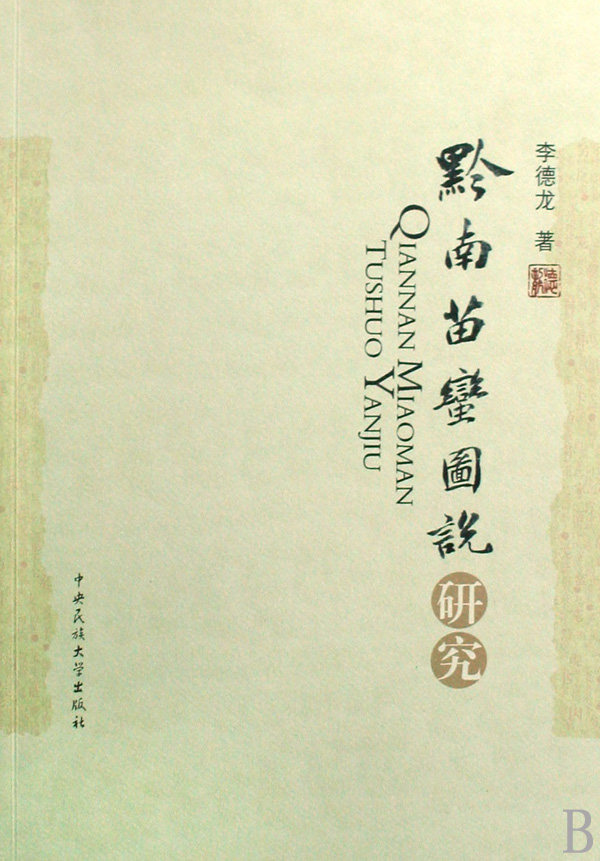 李德龙 著
黔南苗蠻圖説
研究
QIANNAN MIAOMAN
TUSHUO YANJIU
中央民族大学出版社
B